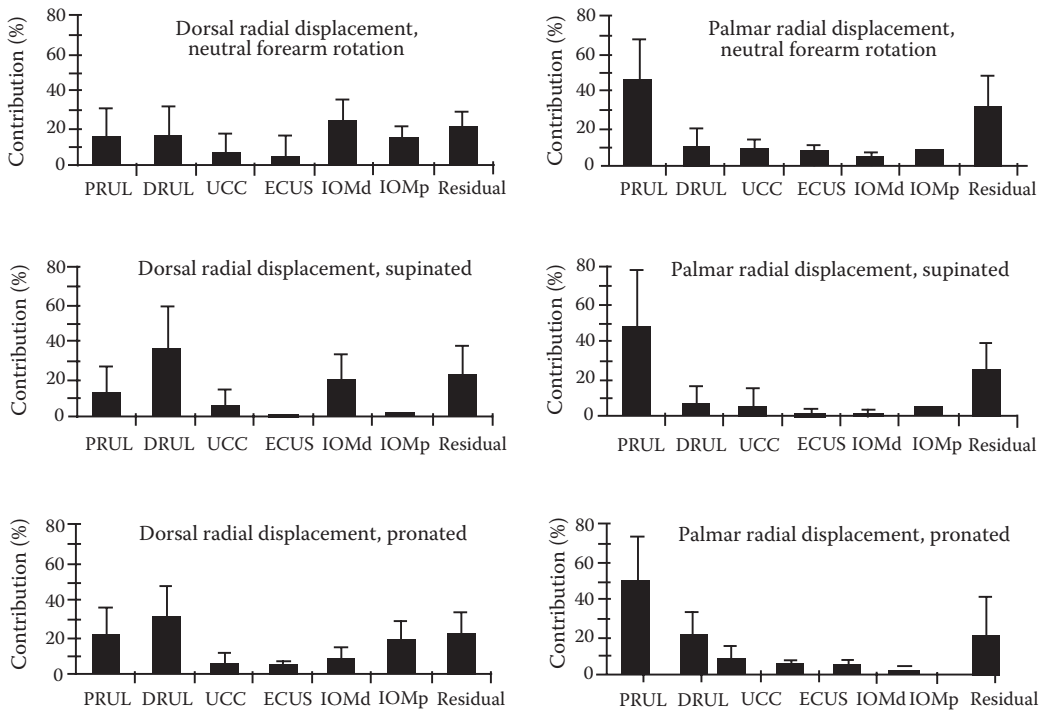 Dorsal radial displacement,
neutral forearm rotation
Contribution (%)
80
60
40
20
0
PRUL DRUL UCC ECUS IOMd IOMp Residual
Palmar radial displacement,
neutral forearm rotation
Contribution (%)
80
60
40
20
0
PRUL DRUL UCC ECUS IOMd IOMp Residual
Dorsal radial displacement, supinated
Contribution (%)
80
60
40
20
0
PRUL DRUL UCC ECUS IOMd IOMp Residual
Palmar radial displacement, supinated
Contribution (%)
80
60
40
20
0
PRUL DRUL UCC ECUS IOMd IOMp Residual
Dorsal radial displacement, pronated
Contribution (%)
80
60
40
20
0
PRUL DRUL UCC ECUS IOMd IOMp Residual
Palmar radial displacement, pronated
Contribution (%)
80
60
40
20
0
PRUL DRUL UCC ECUS IOMd IOMp Residual